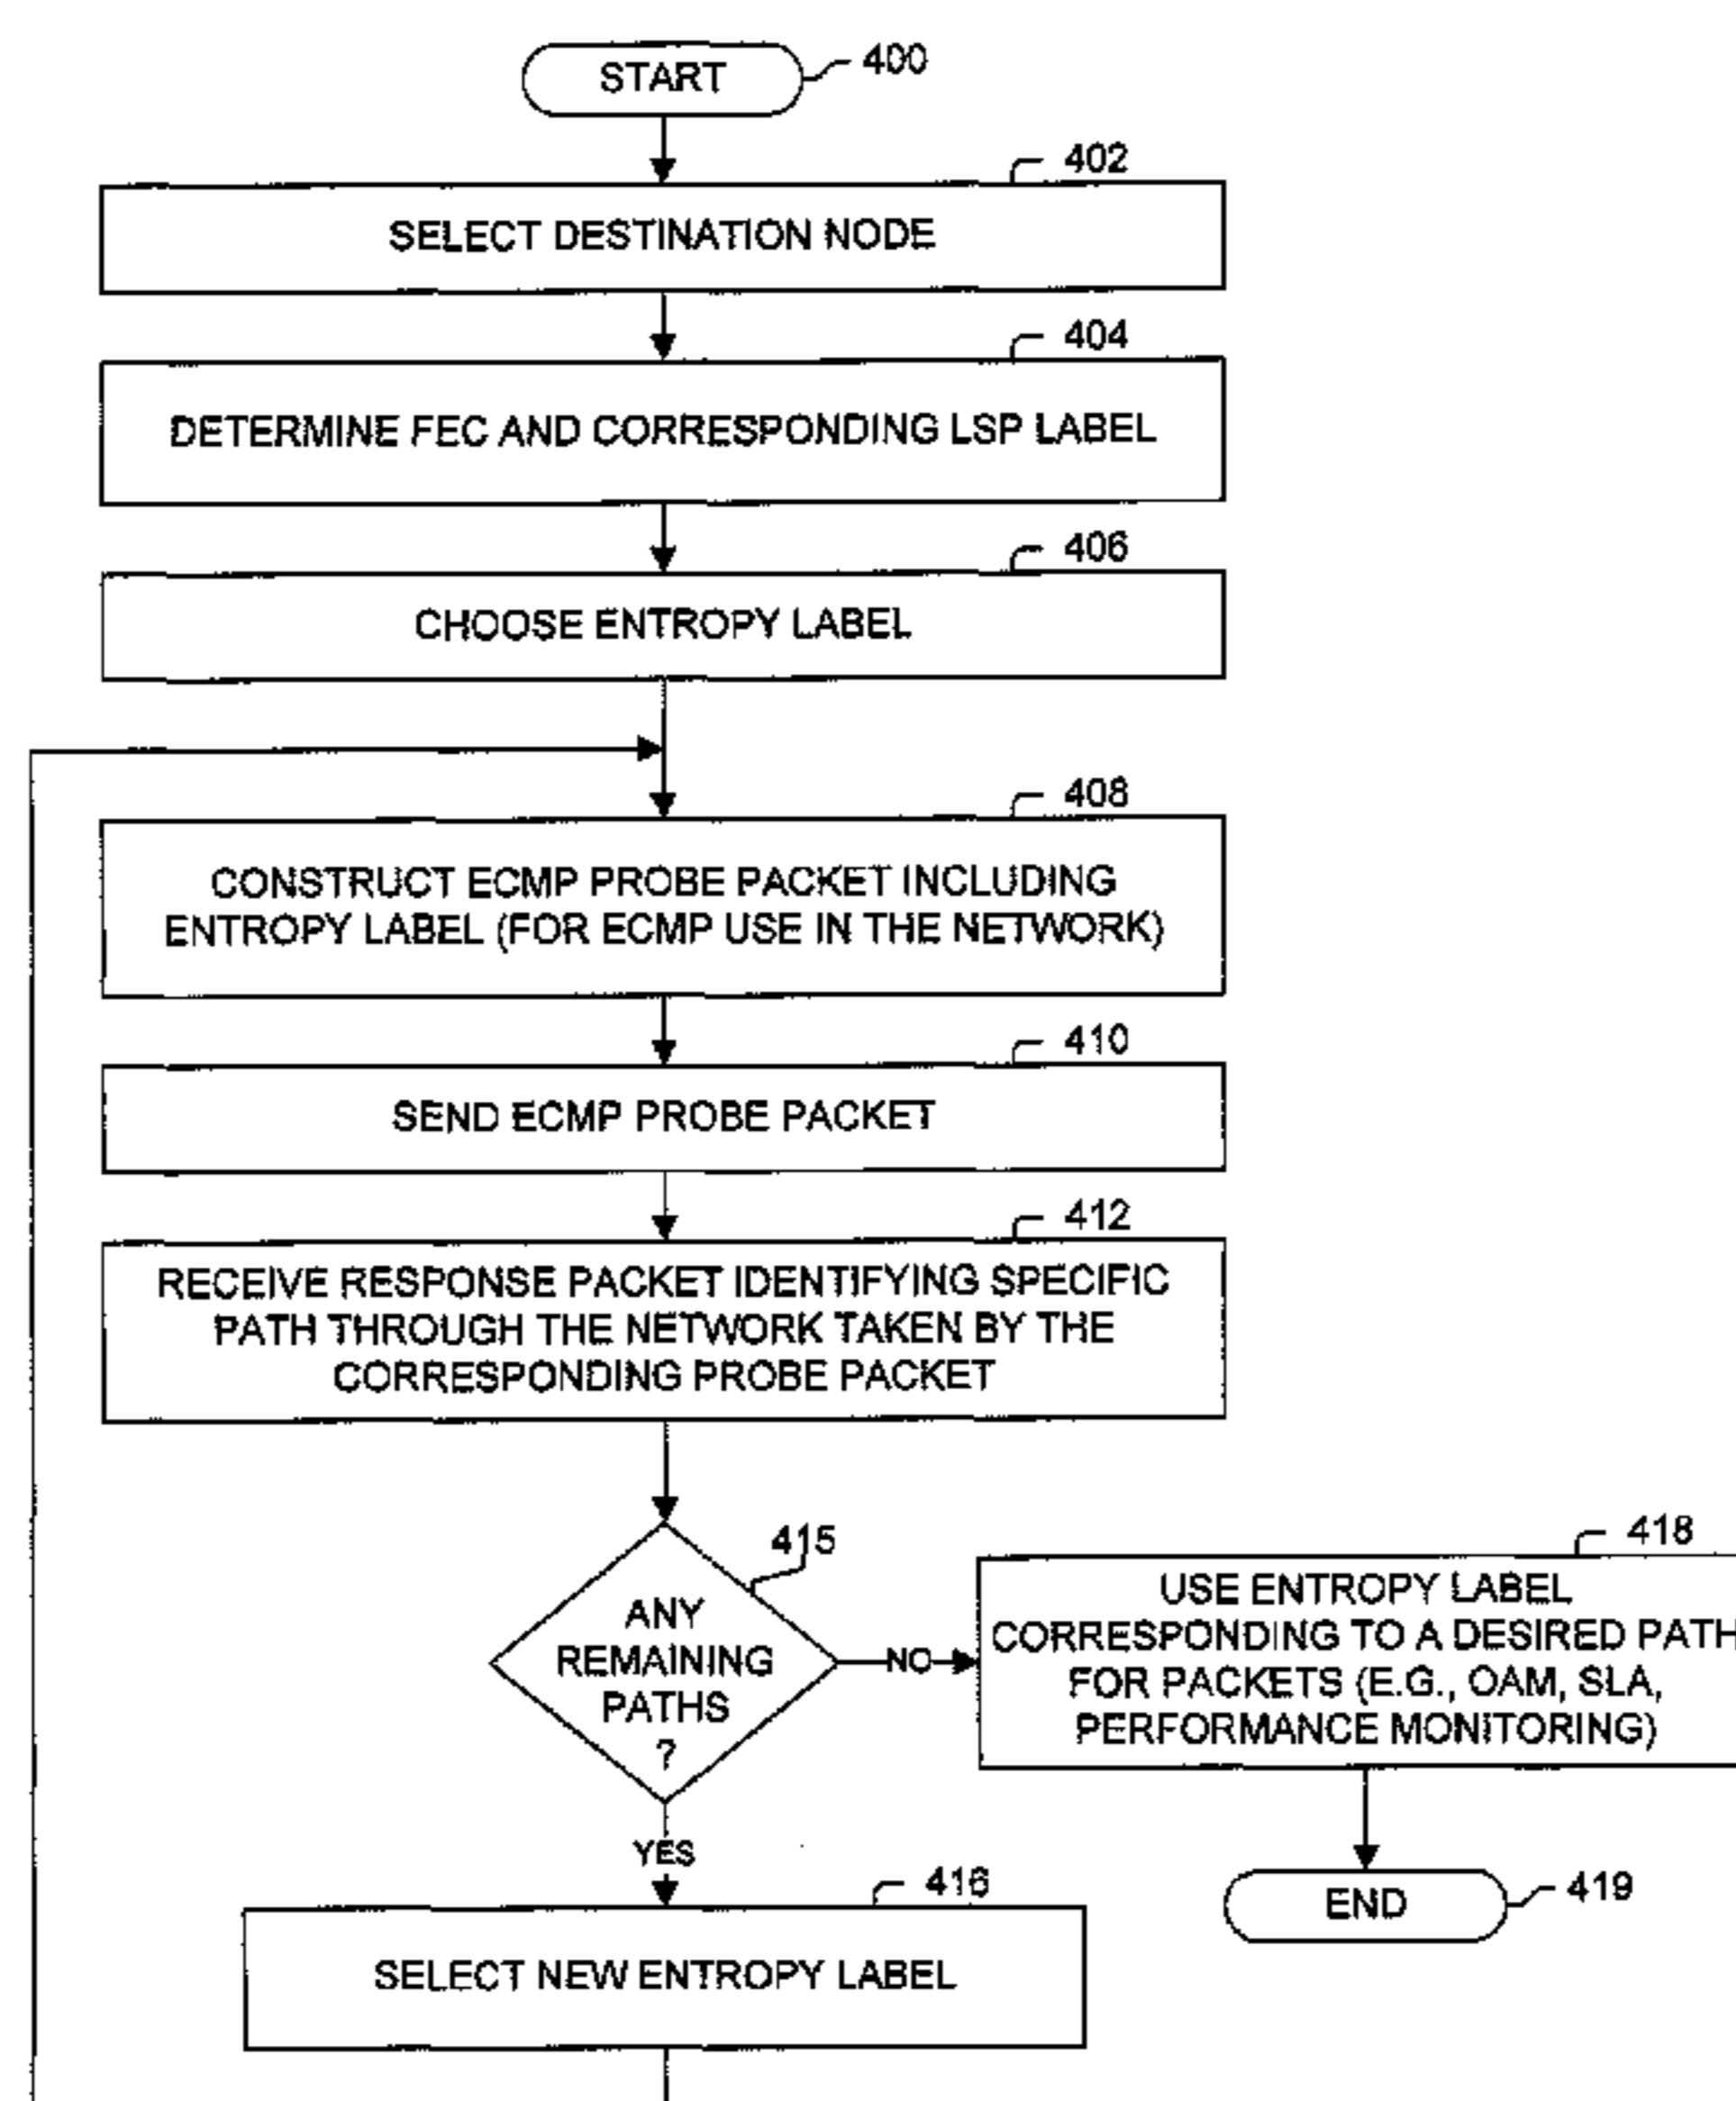 START
400
402
SELECT DESTINATION NODE
404
DETERMINE FEC AND CORRESPONDING LSP LABEL
406
CHOOSE ENTROPY LABEL
408
CONSTRUCT ECMP PROBE PACKET INCLUDING
ENTROPY LABEL (FOR ECMP USE IN THE NETWORK)
410
SEND ECMP PROBE PACKET
412
RECEIVE RESPONSE PACKET IDENTIFYING SPECIFIC
PATH THROUGH THE NETWORK TAKEN BY THE
CORRESPONDING PROBE PACKET
415
ANY
REMAINING
PATHS
?
NO
418
USE ENTROPY LABEL
CORRESPONDING TO A DESIRED PATH
FOR PACKETS (E.G., OAM, SLA,
PERFORMANCE MONITORING)
YES
416
SELECT NEW ENTROPY LABEL
END
419